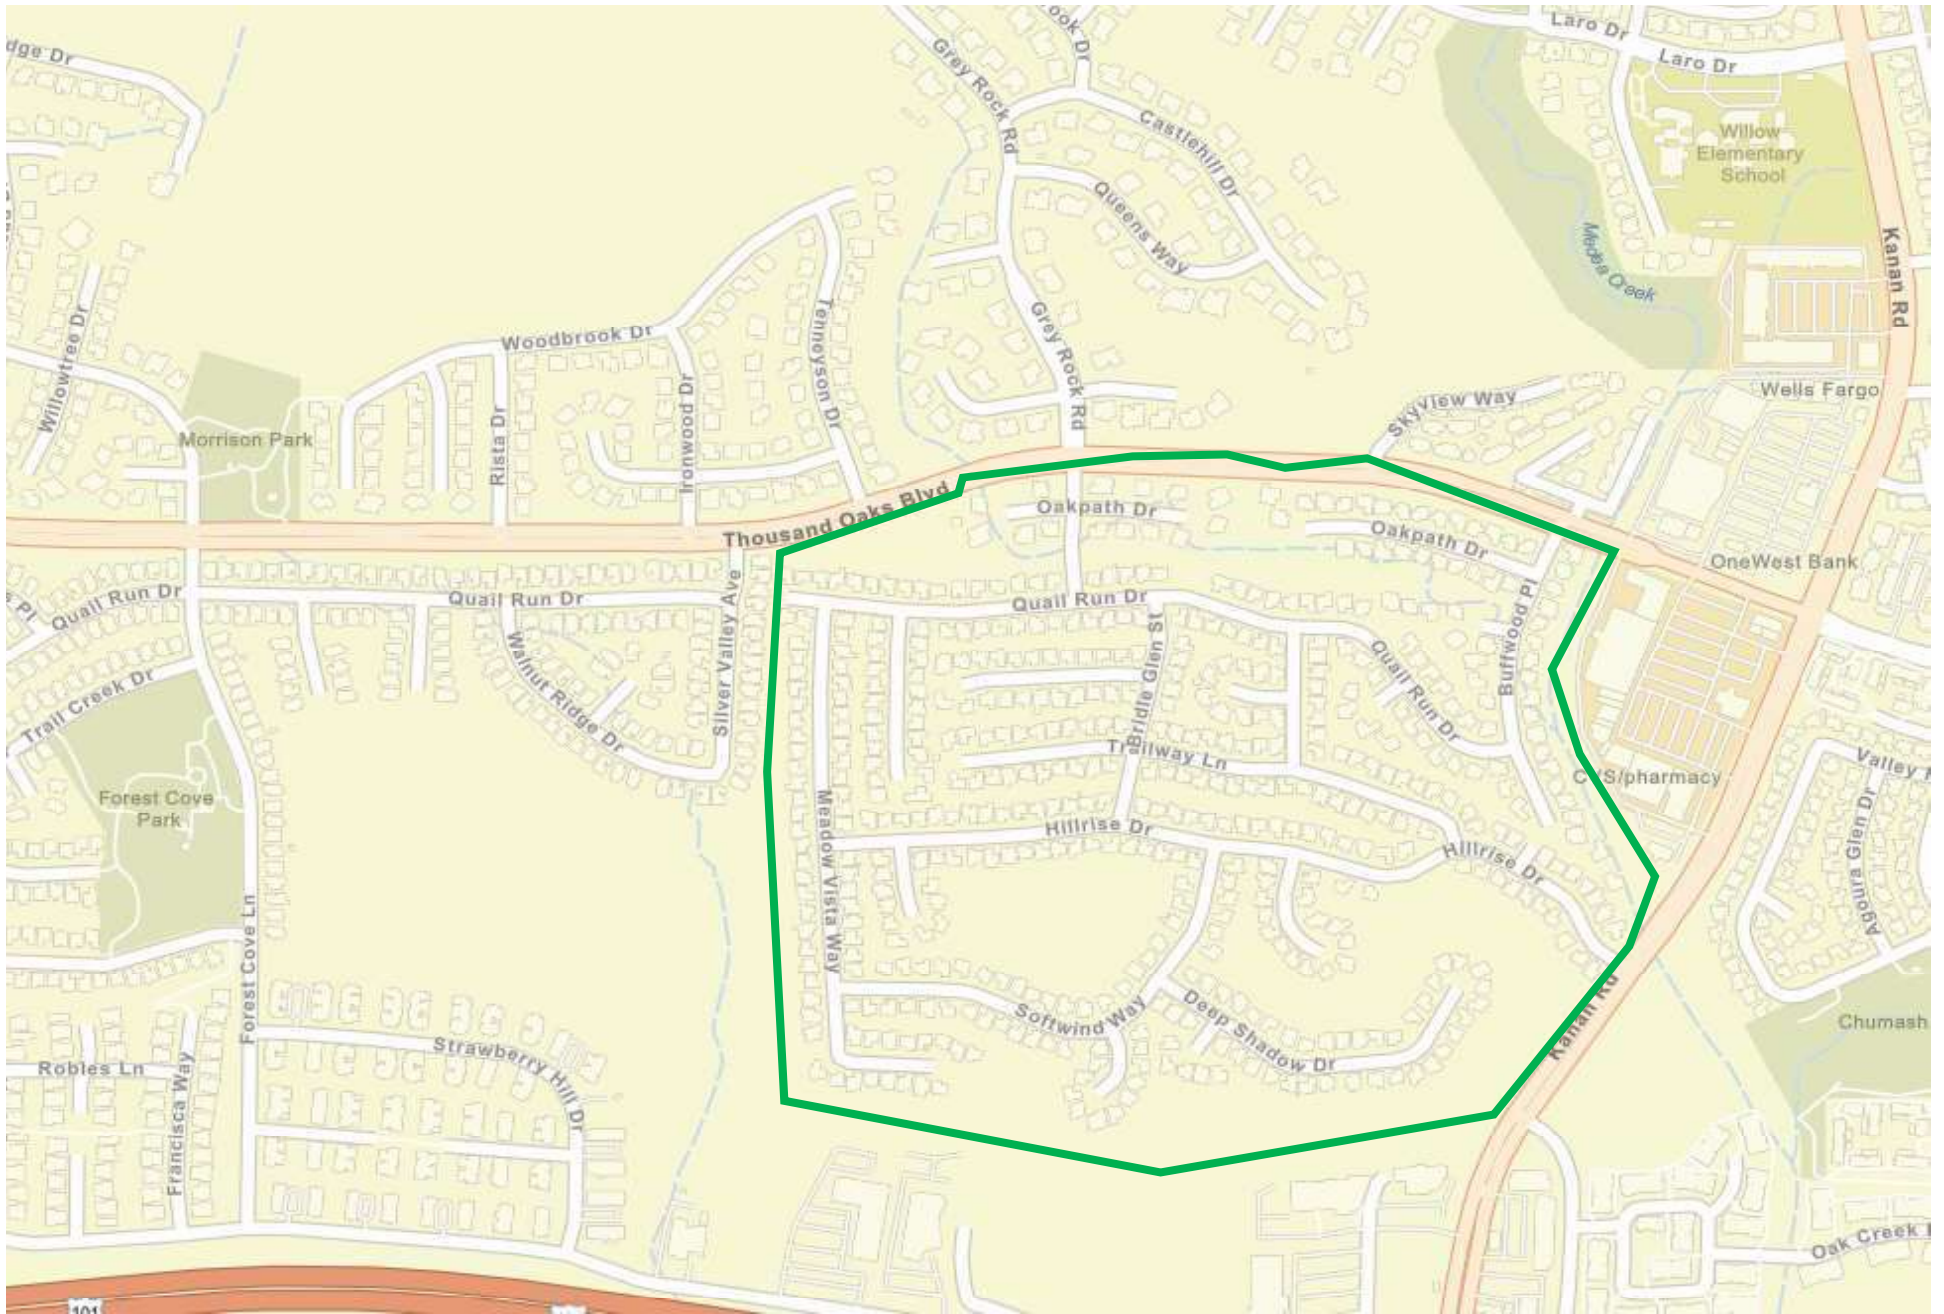 dge Dr
ook Dr
Laro Dr
Laro Dr
Grey Rock Rd
Castlehill Dr
Willow
Elementary
School
Queens Way
Medea Creek
Kanan Rd
Willowtree Dr
Tenneyson Dr
Grey Rock Rd
Woodbrook Dr
Wells Fargo
Skyview Way
Morrison Park
Rista Dr
Ironwood Dr
Thousand Oaks Blvd
Oakpath Dr
Oakpath Dr
OneWest Bank
s Pl
Quail Run Dr
Quail Run Dr
Quail Run Dr
Silver Valley Ave
Bridle Glen St
Buffwood Pl
Quail Run Dr
Walnut Ridge Dr
Trail Creek Dr
Trailway Ln
Valley
C S/pharmacy
Forest Cove
Park
Meadow Vista Way
Hillrise Dr
Hillrise Dr
Agoura Glen Dr
Forest Cove Ln
Softwind Way
Deep Shadow Dr
Kanan Rd
Chumash
Strawberry Hill Dr
Robles Ln
Francisca Way
Oak Creek
101